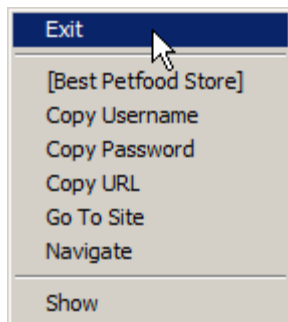 Exit
[Best Petfood Store]
Copy Username
Copy Password
Copy URL
Go To Site
Navigate
Show